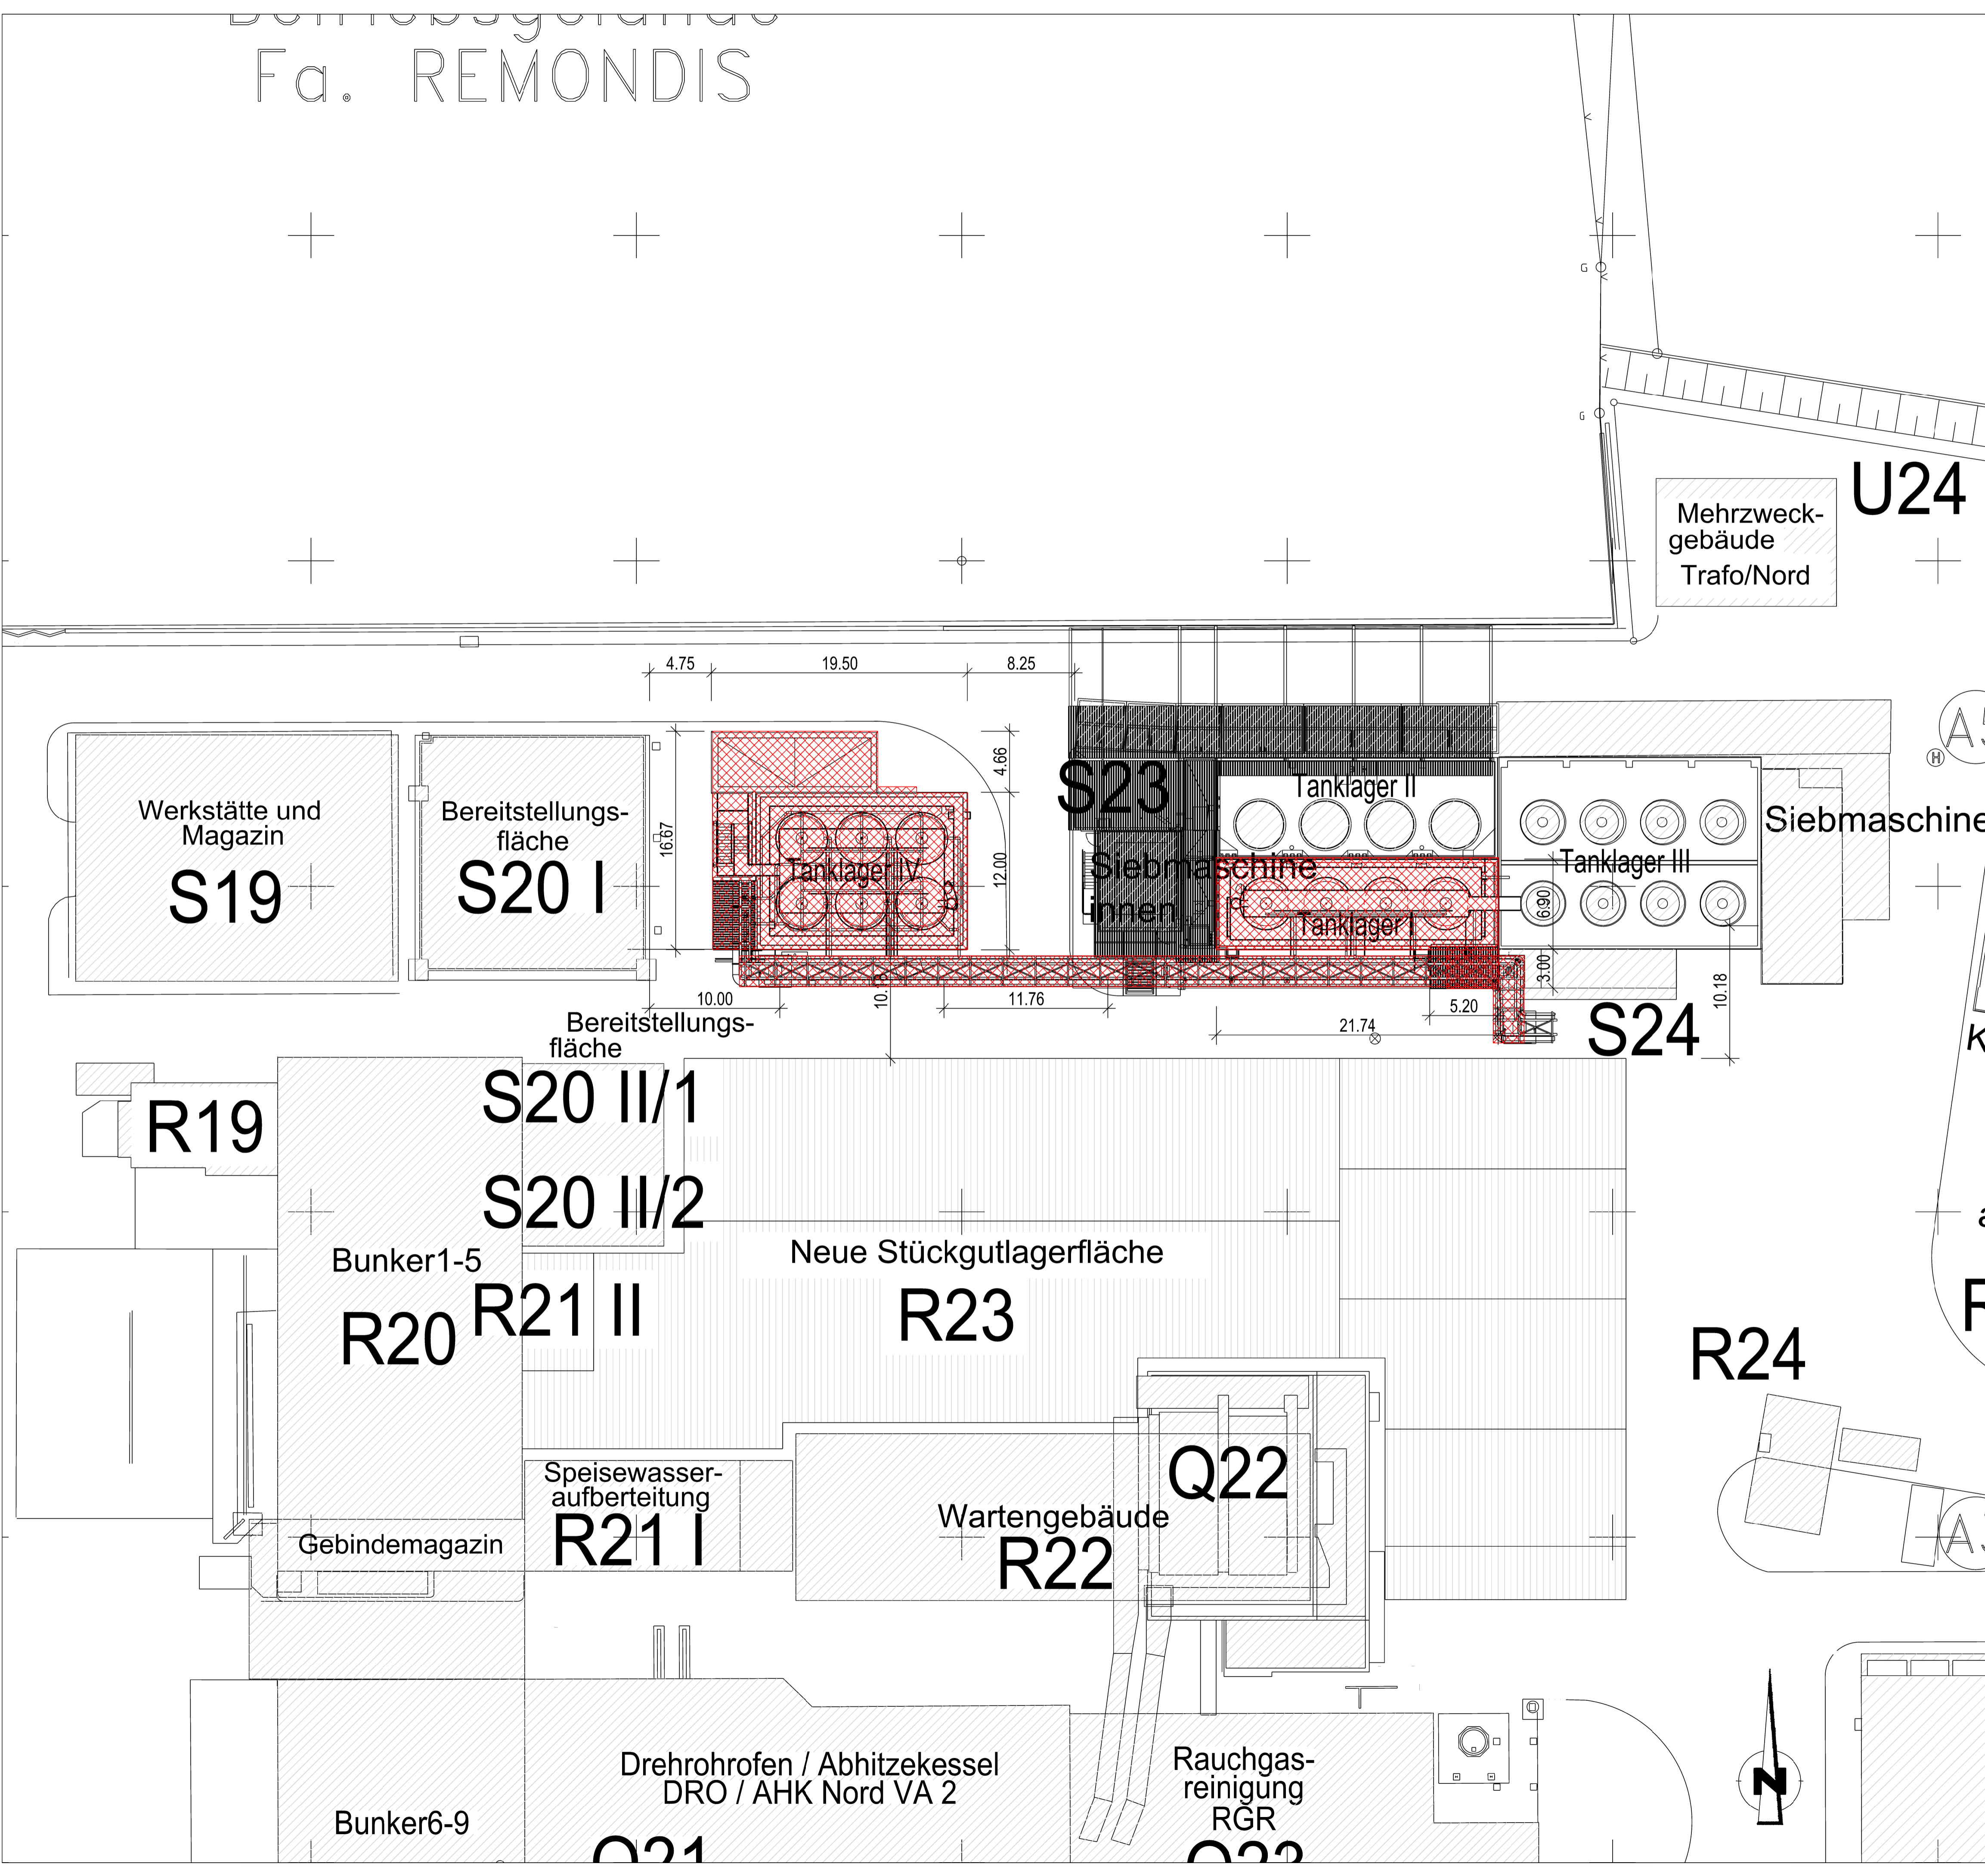 Betriebsgelände
Fa. REMONDIS
G
G
U24
Mehrzweck-
gebäude
Trafo/Nord
4.75
19.50
8.25
4.66
16.67
12.00
S23
Tanklager II
H
Werkstätte und
Magazin
S19
Bereitstellungs-
fläche
S20 I
Tanklager IV
Siebmaschine
innen
Tanklager I
6.90
Tanklager III
Siebmaschine
3.00
10.00
11.76
21.74
5.20
10.18
S24
Bereitstellungs-
fläche
S20 II/1
R19
S20 II/2
Bunker1-5
R20
R21 II
Neue Stückgutlagerfläche
R23
R24
Q22
Speisewasser-
aufberteitung
R21 I
Wartengebäude
R22
Gebindemagazin
Drehrohrofen / Abhitzekessel
DRO / AHK Nord VA 2
Rauchgas-
reinigung
RGR
Bunker6-9
N